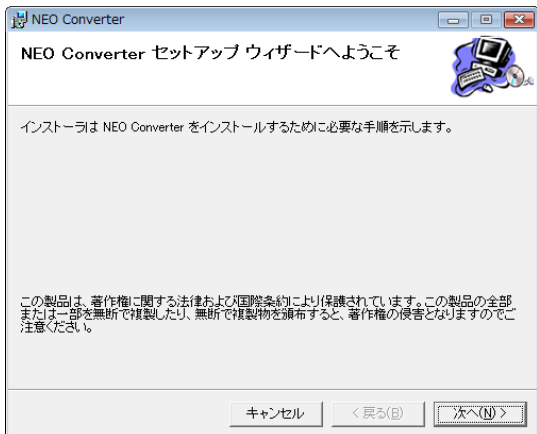 NEO Converter
NEO Converter セットアップ ウィザードへようこそ
インストーラは NEO Converter をインストールするために必要な手順を示します。
この製品は、著作権に関する法律および国際条約により保護されています。この製品の全部
または一部を無断で複製したり、無断で複製物を頒布すると、著作権の侵害となりますのでご
注意ください。
キャンセル
< 戻る(B)
次へ(N) >